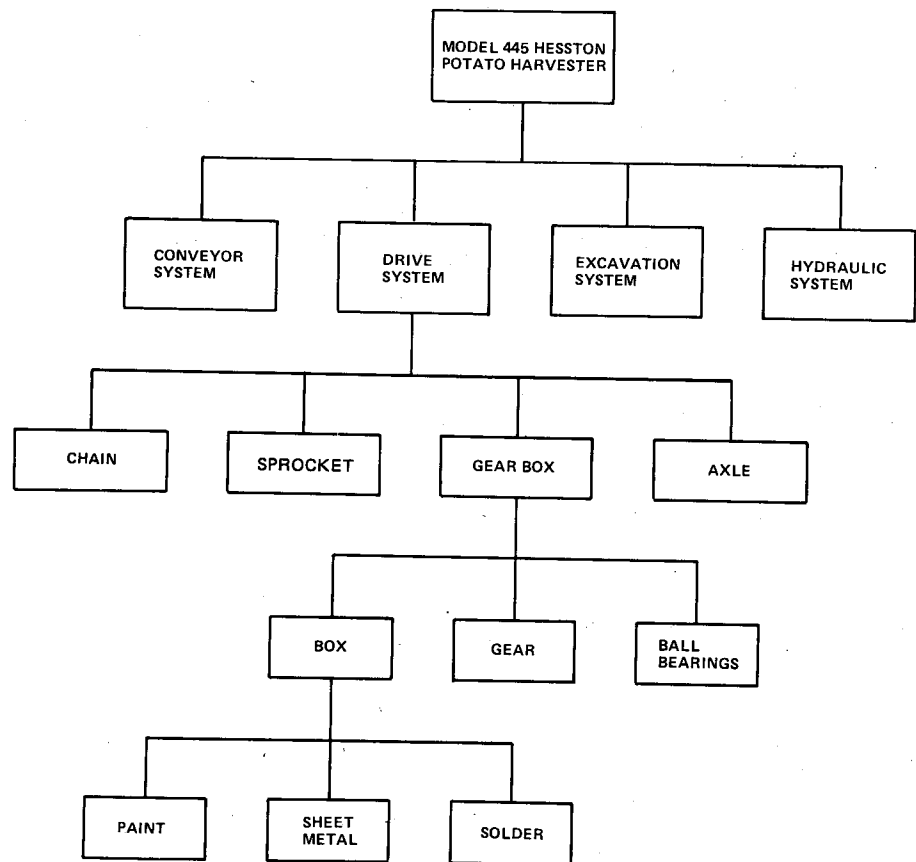 MODEL 445 HESSTON
POTATO HARVESTER
CONVEYOR
SYSTEM
DRIVE
SYSTEM
EXCAVATION
SYSTEM
HYDRAULIC
SYSTEM
CHAIN
SPROCKET
GEAR BOX
AXLE
BOX
GEAR
BALL
BEARINGS
PAINT
SHEET
METAL
SOLDER